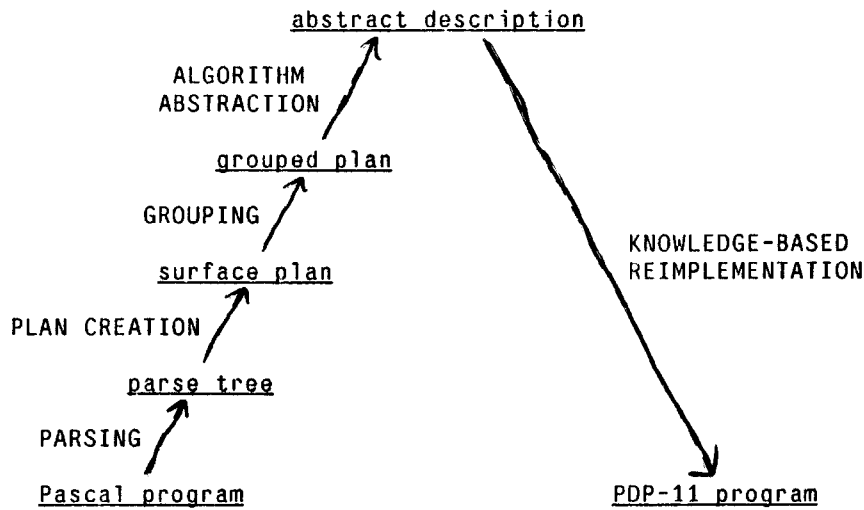 abstract description
ALGORITHM
ABSTRACTION
grouped plan
GROUPING
KNOWLEDGE-BASED
REIMPLEMENTATION
surface plan
PLAN CREATION
parse tree
PARSING
Pascal program
PDP-11 program